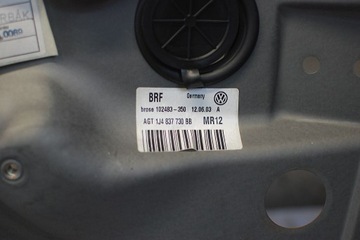 BRF Germany
brose 102483-350 12.06.03 A
AGT 1J4 837 730 BB MR12